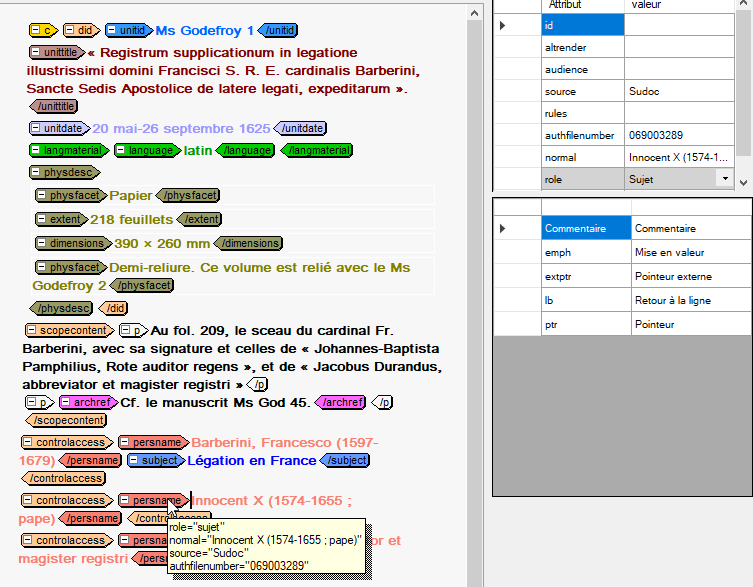 c did unitid Ms Godefroy 1 /unitid
unittitle « Registrum supplicationum in legatione
illustrissimi domini Francisci S. R. E. cardinalis Barberini,
Sancte Sedis Apostolice de latere legati, expeditarum ».
/unittitle
unitdate 20 mai-26 septembre 1625 /unitdate
langmaterial language latin /language /langmaterial
physdesc
physfacet Papier /physfacet
extent 218 feuillets /extent
dimensions 390 × 260 mm /dimensions
physfacet Demi-reliure. Ce volume est relié avec le Ms
Godefroy 2 /physfacet
/physdesc /did
scopecontent p Au fol. 209, le sceau du cardinal Fr.
Barberini, avec sa signature et celles de « Johannes-Baptista
Pamphilius, Rote auditor regens », et de « Jacobus Durandus,
abbreviator et magister registri » /p
p archref Cf. le manuscrit Ms God 45. /archref /p
/scopecontent
controlaccess persname Barberini, Francesco (1597-
1679) /persname subject Légation en France /subject
/controlaccess
controlaccess persname Innocent X (1574-1655 ;
pape) /persname
controlaccess or et
magister registri
role="sujet"
normal="Innocent X (1574-1655 ; pape)"
source="Sudoc"
authfilenumber="069003289"
Attribut valeur
id
altrender
audience
source Sudoc
rules
authfilenumber 069003289
normal Innocent X (1574-1...
role Sujet
Commentaire Commentaire
emph Mise en valeur
extptr Pointeur externe
lb Retour à la ligne
ptr Pointeur